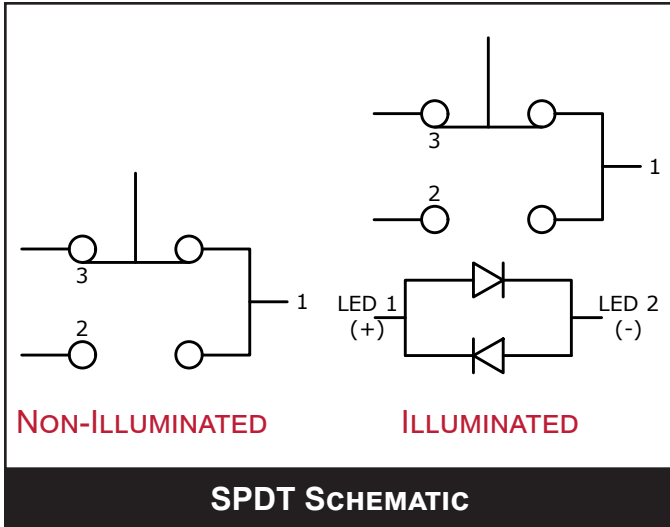 3
1
2
3
1
2
LED 1
(+)
LED 2
(-)
NON-ILLUMINATED
ILLUMINATED
SPDT SCHEMATIC